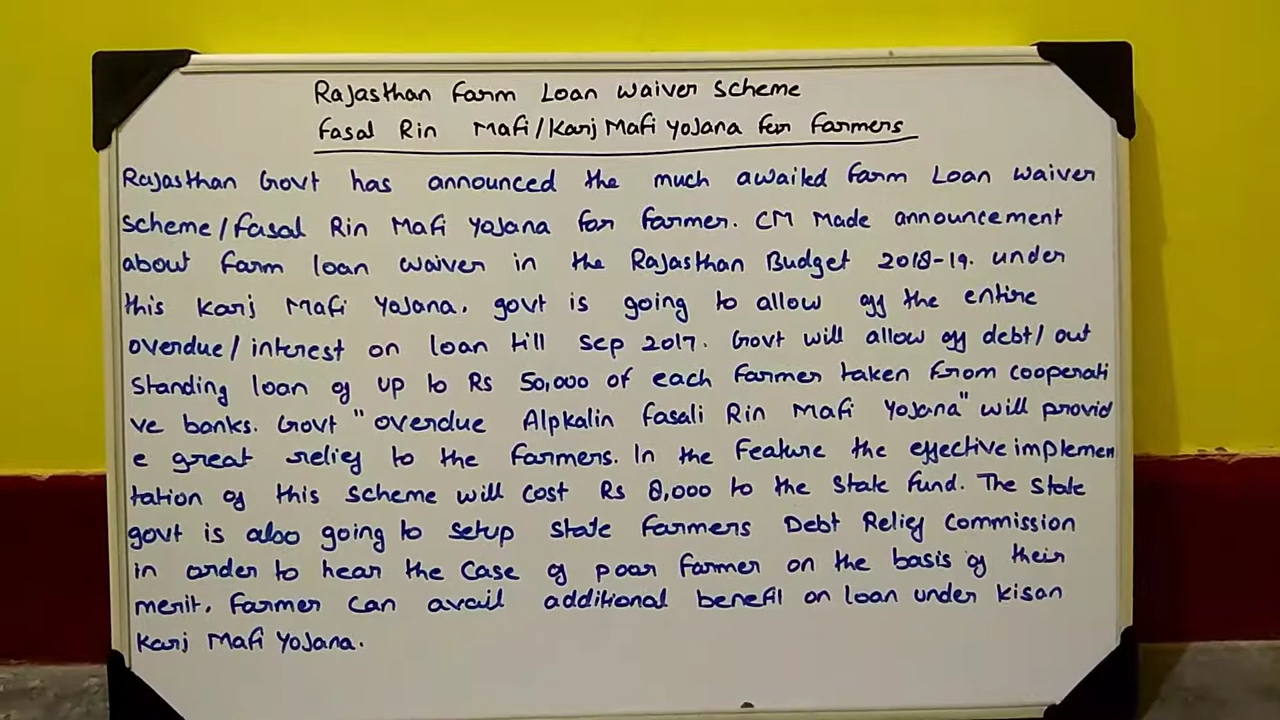 Rajasthan Farm Loan waiver scheme
Fasal Rin Mafi/Karj Mafi Yojana for farmers
Rajasthan Govt has announced the much awaited farm Loan waiver
scheme/fasal Rin Mafi Yojana for farmer. CM Made announcement
about farm loan waiver in the Rajasthan Budget 2018-19. under
this Karj Mafi Yojana. govt is going to allow off the entire
overdue/interest on loan till Sep 2017. Govt will allow off debt/out
standing loan of up to Rs 50,000 of each farmer taken from cooperati
ve banks. Govt "overdue Alpkalin fasali Rin Mafi Yojana" will provid
e great relief to the farmers. In the feature the effective implemen
tation of this scheme will cost Rs 8,000 to the State fund. The State
govt is also going to setup state farmers Debt Relief Commission
in order to hear the case of poor farmer on the basis of their
merit. farmer can avail additional benefit on loan under kisan
Karj Mafi Yojana.